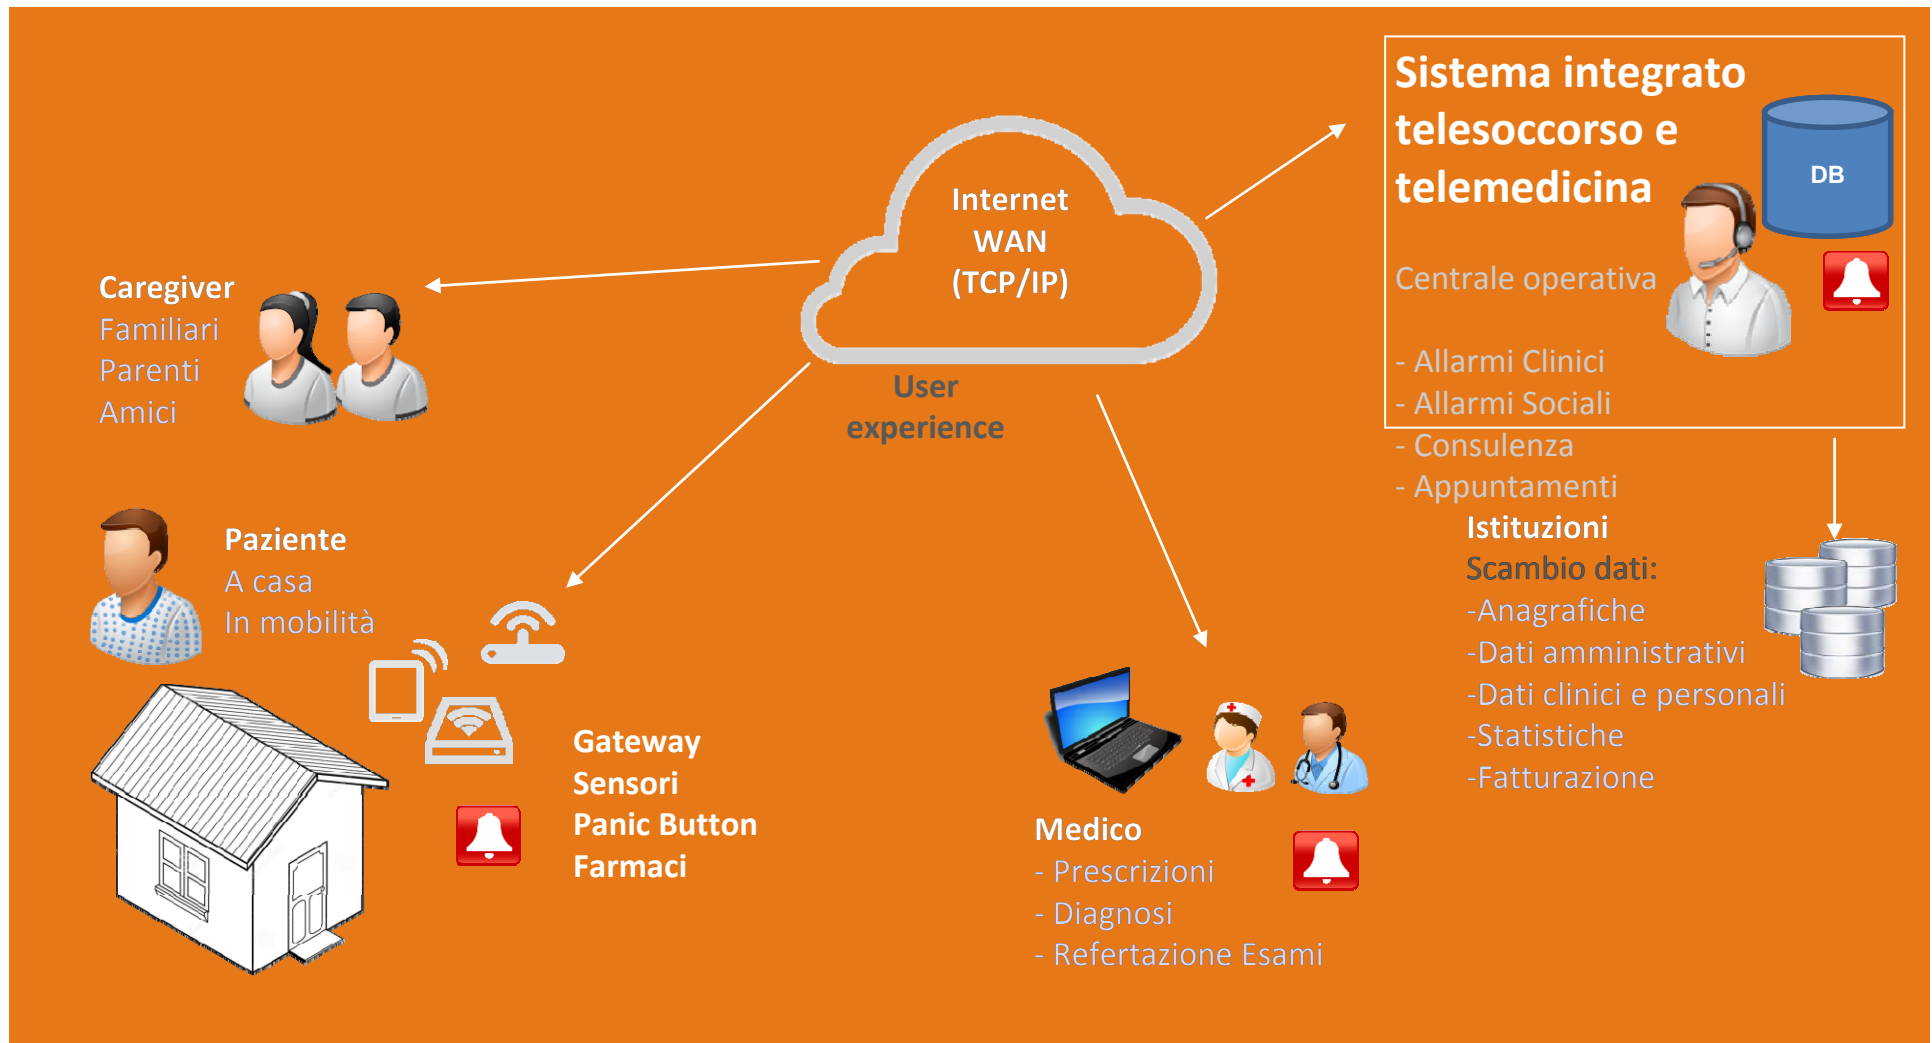 Sistema integrato
telesoccorso e
telemedicina
DB
Centrale operativa
- Allarmi Clinici
- Allarmi Sociali
- Consulenza
- Appuntamenti
Internet
WAN
(TCP/IP)
User
experience
Caregiver
Familiari
Parenti
Amici
Paziente
A casa
In mobilità
Gateway
Sensori
Panic Button
Farmaci
Medico
- Prescrizioni
- Diagnosi
- Refertazione Esami
Istituzioni
Scambio dati:
-Anagrafiche
-Dati amministrativi
-Dati clinici e personali
-Statistiche
-Fatturazione